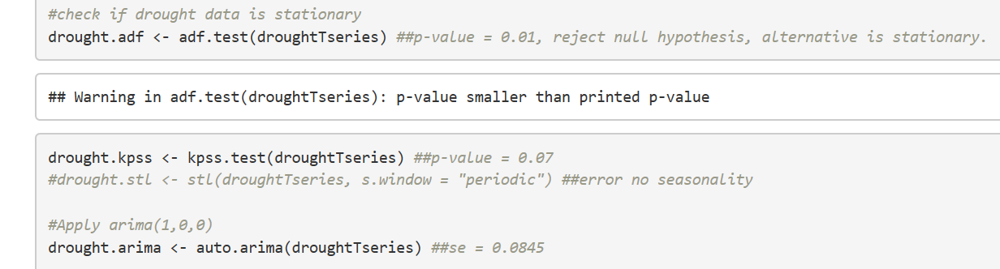 #check if drought data is stationary
drought.adf <- adf.test(droughtTseries) ##p-value = 0.01, reject null hypothesis, alternative is stationary.
## Warning in adf.test(droughtTseries): p-value smaller than printed p-value
drought.kpss <- kpss.test(droughtTseries) ##p-value = 0.07
#drought.stl <- stl(droughtTseries, s.window = "periodic") ##error no seasonality
#Apply arima(1,0,0)
drought.arima <- auto.arima(droughtTseries) ##se = 0.0845